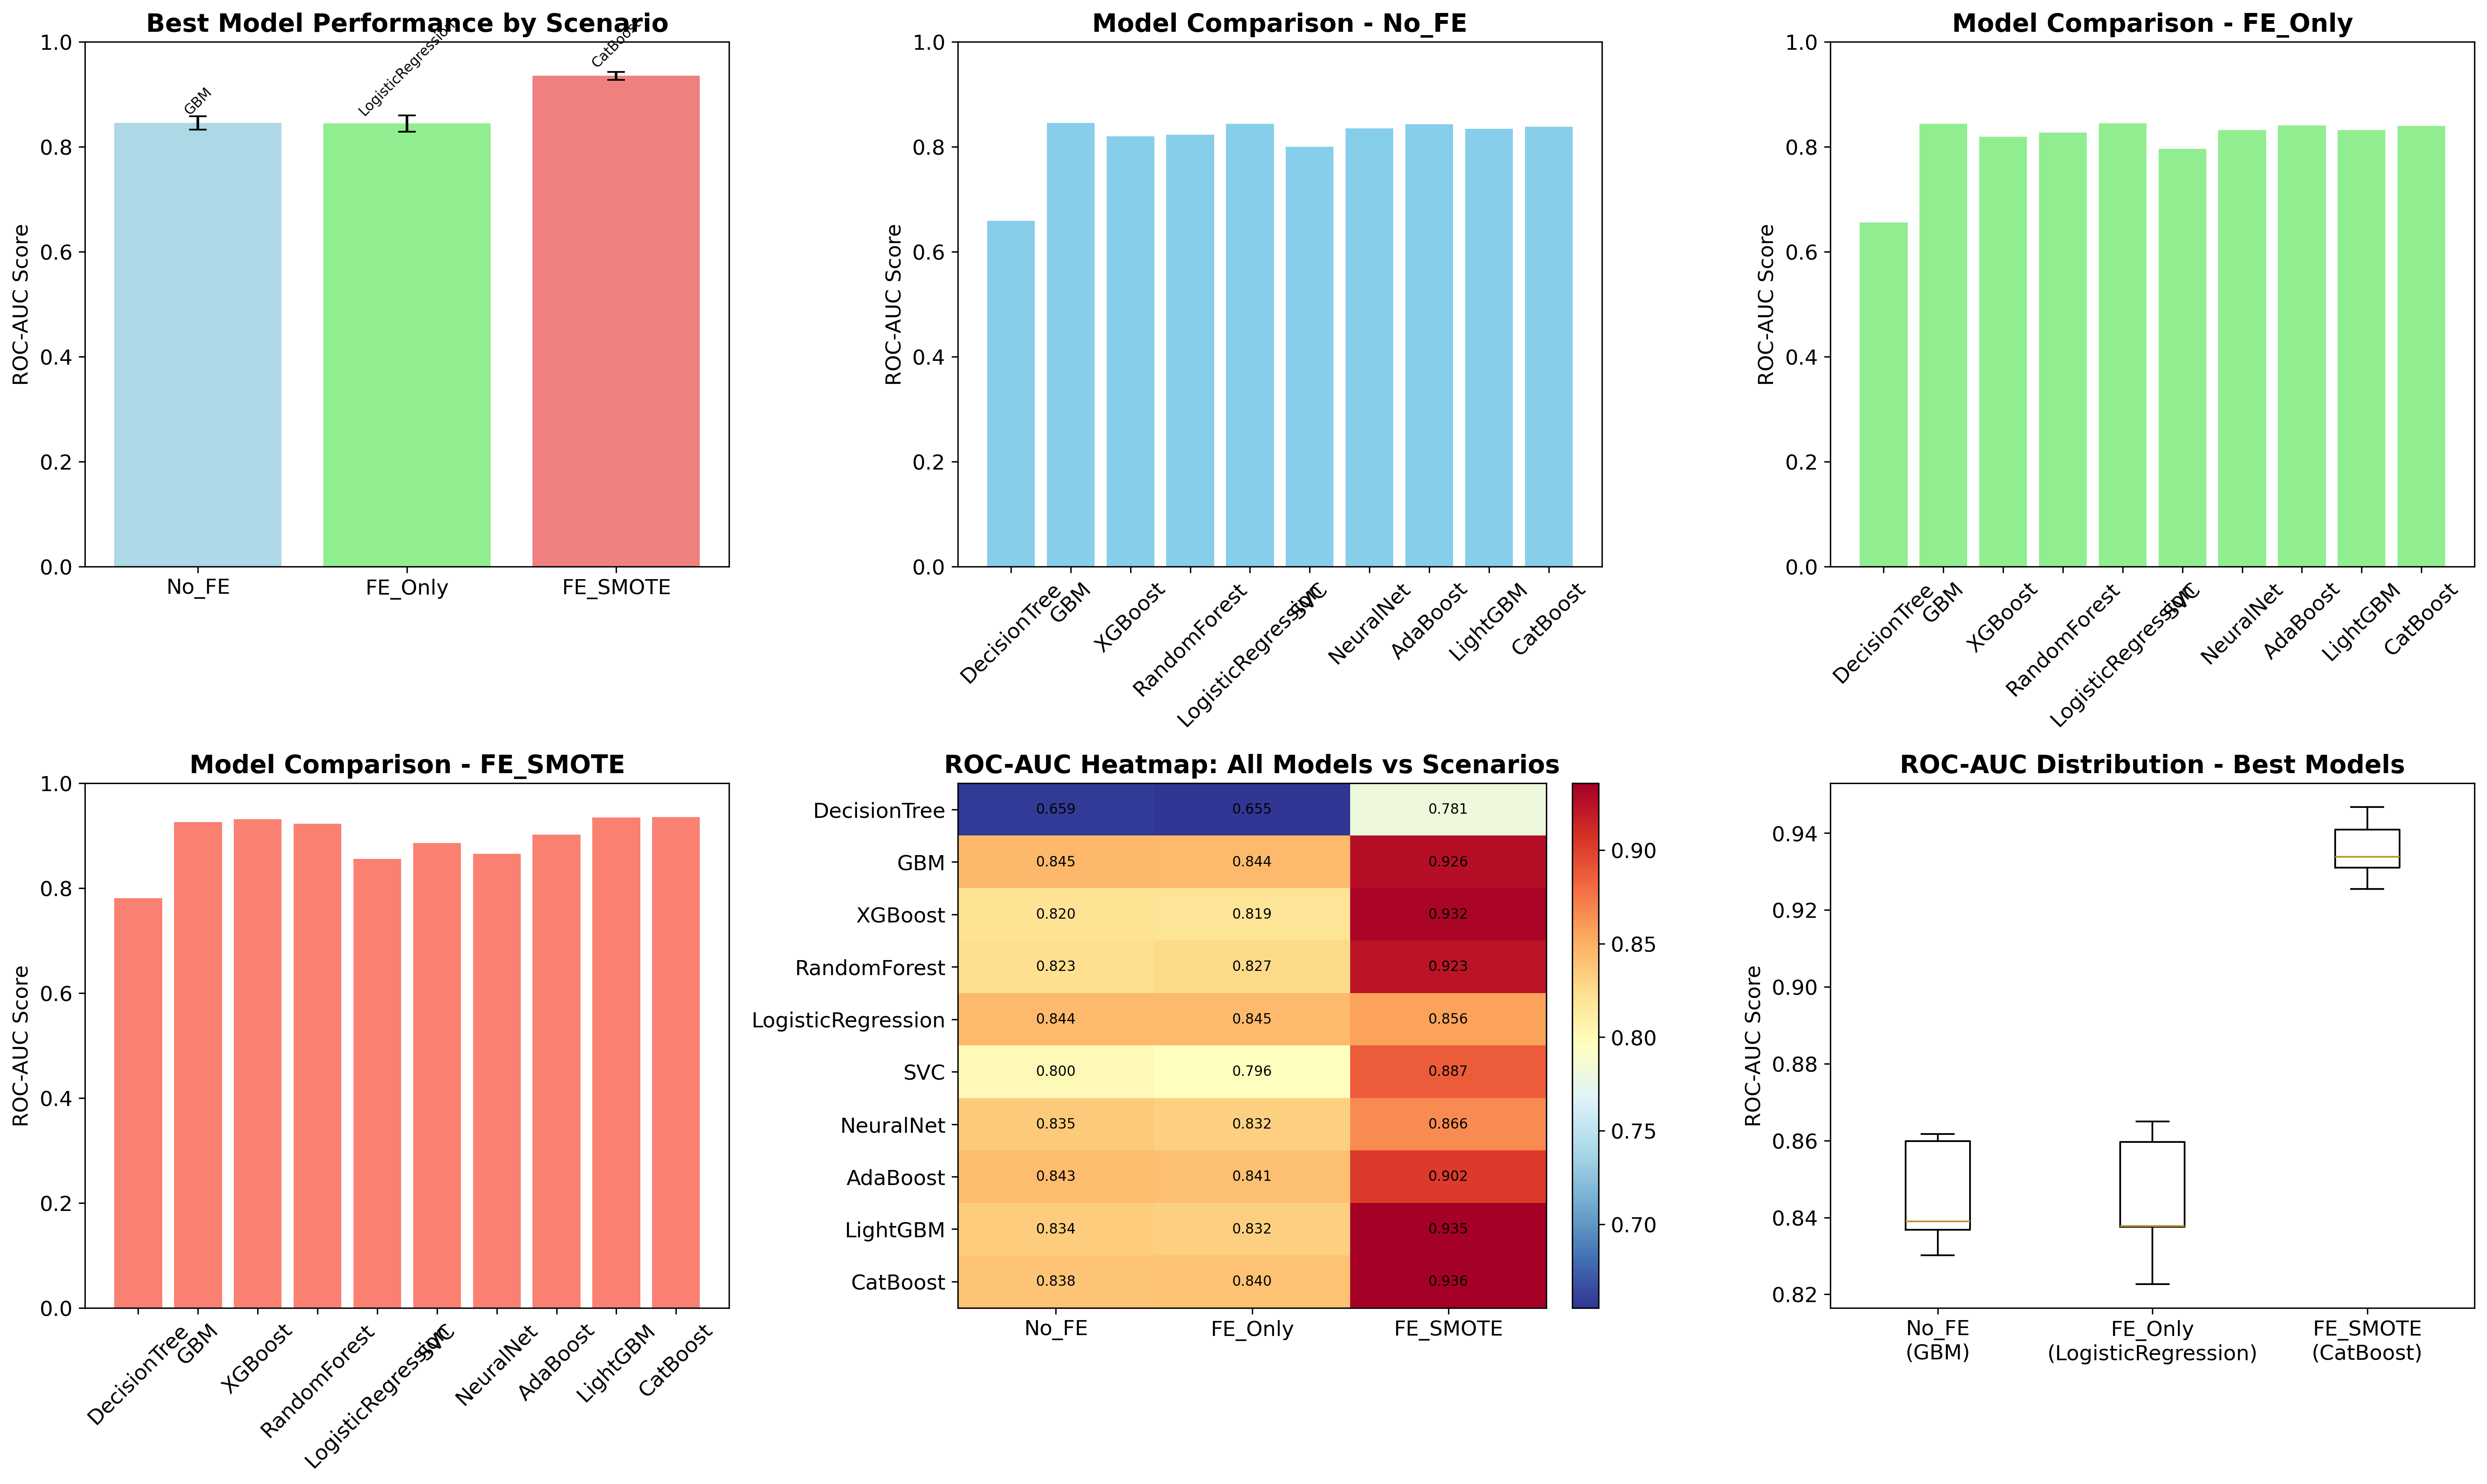 Best Model Performance by Scenario
ROC-AUC Score
1.0
0.8
0.6
0.4
0.2
0.0
GBM
LogisticRegression
CatBoost
No_FE
FE_Only
FE_SMOTE
Model Comparison - No_FE
ROC-AUC Score
1.0
0.8
0.6
0.4
0.2
0.0
DecisionTree
GBM
XGBoost
RandomForest
LogisticRegression
SVC
NeuralNet
AdaBoost
LightGBM
CatBoost
Model Comparison - FE_Only
ROC-AUC Score
1.0
0.8
0.6
0.4
0.2
0.0
DecisionTree
GBM
XGBoost
RandomForest
LogisticRegression
SVC
NeuralNet
AdaBoost
LightGBM
CatBoost
Model Comparison - FE_SMOTE
ROC-AUC Score
1.0
0.8
0.6
0.4
0.2
0.0
DecisionTree
GBM
XGBoost
RandomForest
LogisticRegression
SVC
NeuralNet
AdaBoost
LightGBM
CatBoost
ROC-AUC Heatmap: All Models vs Scenarios
DecisionTree 0.659 0.655 0.781
GBM 0.845 0.844 0.926
XGBoost 0.820 0.819 0.932
RandomForest 0.823 0.827 0.923
LogisticRegression 0.844 0.845 0.856
SVC 0.800 0.796 0.887
NeuralNet 0.835 0.832 0.866
AdaBoost 0.843 0.841 0.902
LightGBM 0.834 0.832 0.935
CatBoost 0.838 0.840 0.936
No_FE FE_Only FE_SMOTE
0.90
0.85
0.80
0.75
0.70
ROC-AUC Distribution - Best Models
ROC-AUC Score
0.94
0.92
0.90
0.88
0.86
0.84
0.82
No_FE
(GBM)
FE_Only
(LogisticRegression)
FE_SMOTE
(CatBoost)